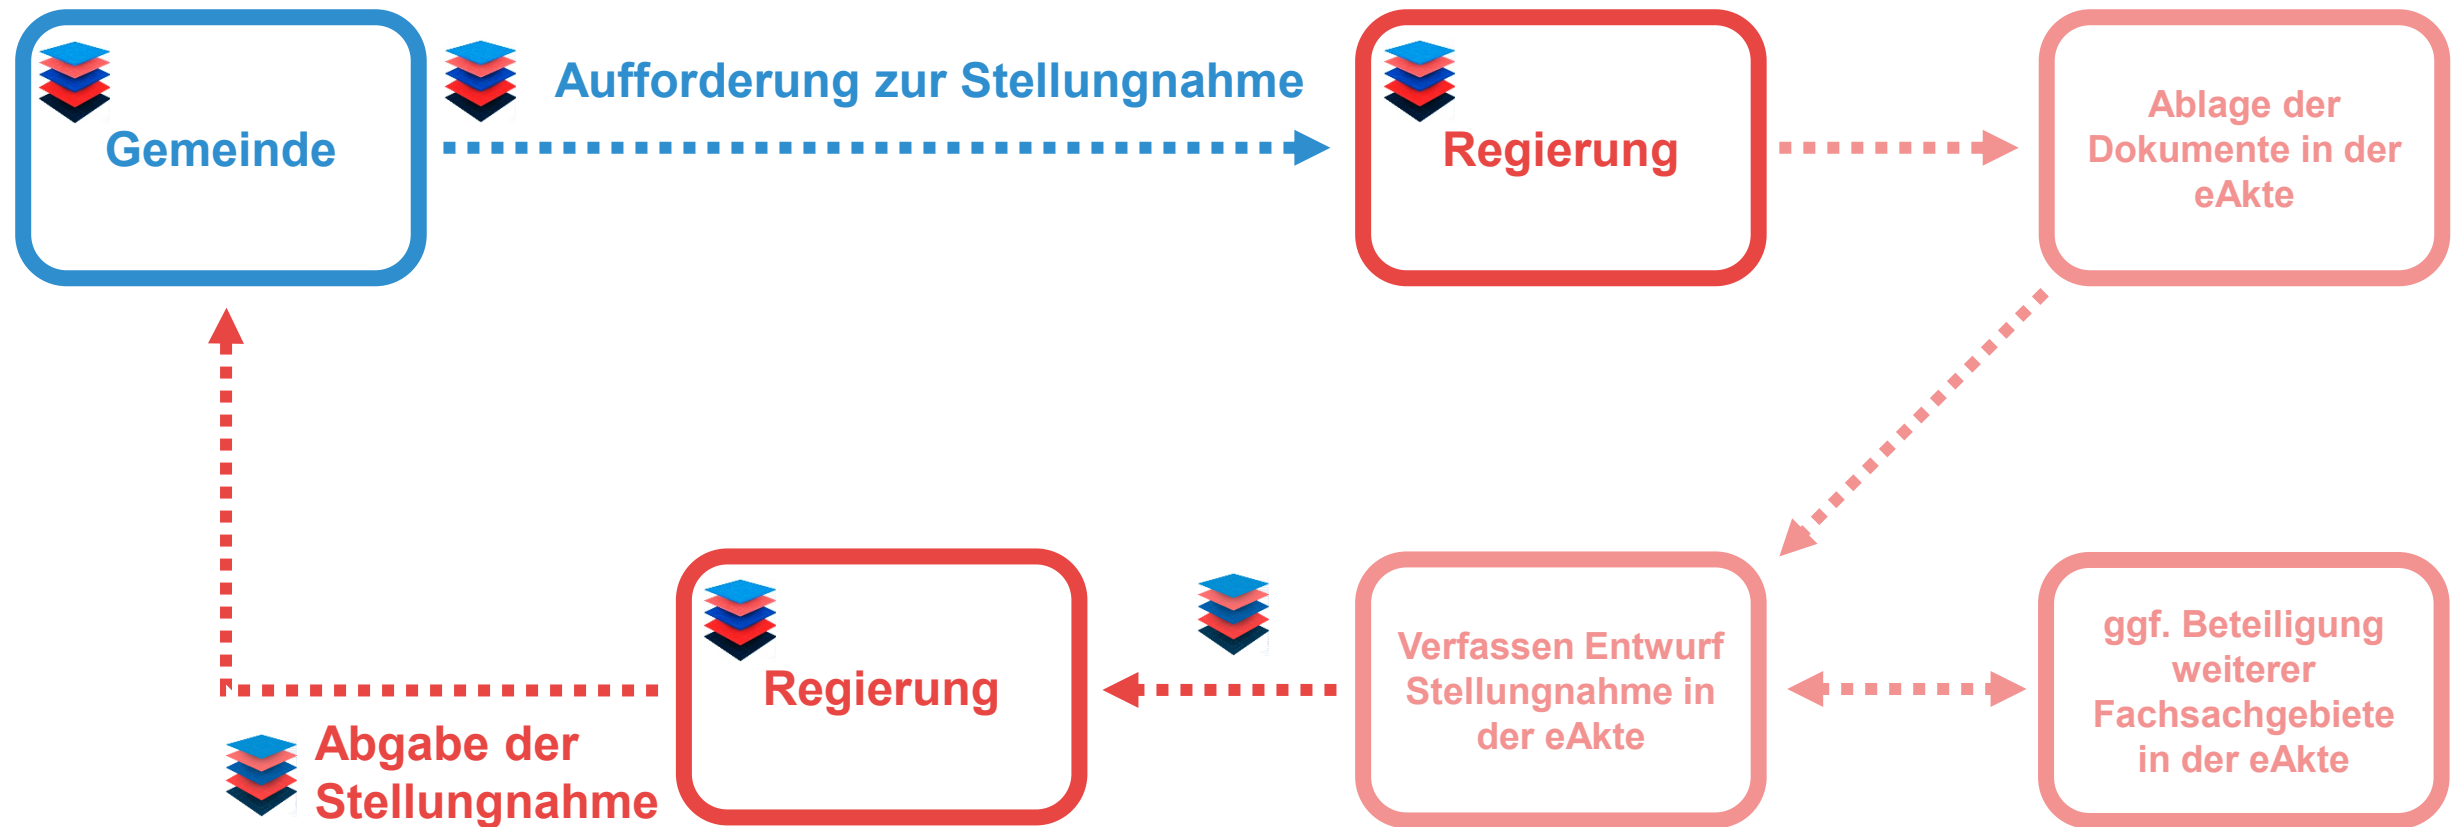 Gemeinde
Aufforderung zur Stellungnahme
Regierung
Ablage der
Dokumente in der
eAkte
Verfassen Entwurf
Stellungnahme in
der eAkte
ggf. Beteiligung
weiterer
Fachsachgebiete
in der eAkte
Regierung
Abgabe der
Stellungnahme